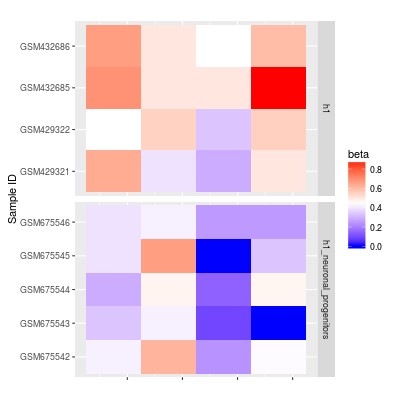 GSM432686
GSM432685
GSM429322
GSM429321
h1
GSM675546
GSM675545
GSM675544
GSM675543
GSM675542
h1_neuronal_progenitors
Sample ID
beta
0.8
0.6
0.4
0.2
0.0